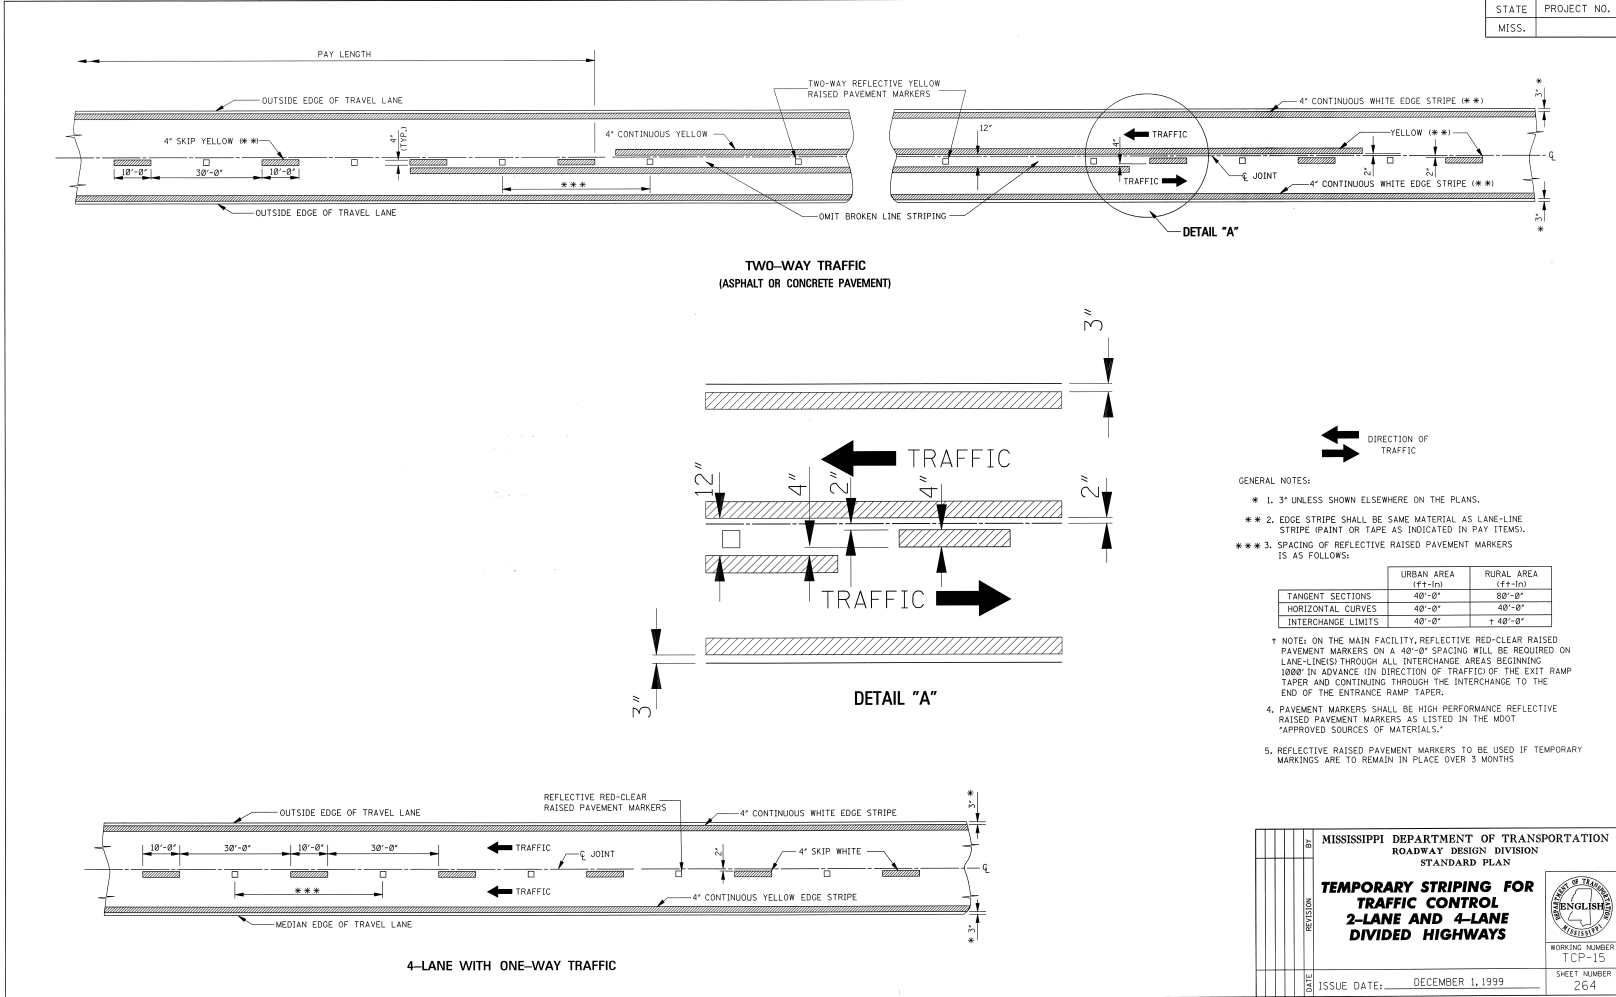 STATE PROJECT NO.
MISS.
PAY LENGTH
OUTSIDE EDGE OF TRAVEL LANE
TWO-WAY REFLECTIVE YELLOW
RAISED PAVEMENT MARKERS
4" CONTINUOUS WHITE EDGE STRIPE (**)
3" *
4" SKIP YELLOW (**)
4"
(TYP.)
4" CONTINUOUS YELLOW
12"
4"
TRAFFIC
YELLOW (**)
℄
10'-0" 30'-0" 10'-0"
***
TRAFFIC
℄ JOINT
2"
2"
4" CONTINUOUS WHITE EDGE STRIPE (**)
OUTSIDE EDGE OF TRAVEL LANE
OMIT BROKEN LINE STRIPING
* 3"
DETAIL "A"
TWO-WAY TRAFFIC
(ASPHALT OR CONCRETE PAVEMENT)
3"
TRAFFIC
12"
4"
2"
4"
2"
TRAFFIC
3"
DETAIL "A"
DIRECTION OF
TRAFFIC
GENERAL NOTES:
* 1. 3" UNLESS SHOWN ELSEWHERE ON THE PLANS.
** 2. EDGE STRIPE SHALL BE SAME MATERIAL AS LANE-LINE
STRIPE (PAINT OR TAPE AS INDICATED IN PAY ITEMS).
*** 3. SPACING OF REFLECTIVE RAISED PAVEMENT MARKERS
IS AS FOLLOWS:
URBAN AREA RURAL AREA
(ft-in) (ft-in)
TANGENT SECTIONS 40'-0" 80'-0"
HORIZONTAL CURVES 40'-0" 40'-0"
INTERCHANGE LIMITS 40'-0" † 40'-0"
† NOTE: ON THE MAIN FACILITY, REFLECTIVE RED-CLEAR RAISED
PAVEMENT MARKERS ON A 40'-0" SPACING WILL BE REQUIRED ON
LANE-LINE(S) THROUGH ALL INTERCHANGE AREAS BEGINNING
1000' IN ADVANCE (IN DIRECTION OF TRAFFIC) OF THE EXIT RAMP
TAPER AND CONTINUING THROUGH THE INTERCHANGE TO THE
END OF THE ENTRANCE RAMP TAPER.
4. PAVEMENT MARKERS SHALL BE HIGH PERFORMANCE REFLECTIVE
RAISED PAVEMENT MARKERS AS LISTED IN THE MDOT
"APPROVED SOURCES OF MATERIALS."
5. REFLECTIVE RAISED PAVEMENT MARKERS TO BE USED IF TEMPORARY
MARKINGS ARE TO REMAIN IN PLACE OVER 3 MONTHS
OUTSIDE EDGE OF TRAVEL LANE
REFLECTIVE RED-CLEAR
RAISED PAVEMENT MARKERS
4" CONTINUOUS WHITE EDGE STRIPE
3" *
10'-0" 30'-0" 10'-0" 30'-0"
TRAFFIC
℄ JOINT
2"
4" SKIP WHITE
℄
***
TRAFFIC
4" CONTINUOUS YELLOW EDGE STRIPE
MEDIAN EDGE OF TRAVEL LANE
* 3"
4-LANE WITH ONE-WAY TRAFFIC
BY
REVISION
DATE
MISSISSIPPI DEPARTMENT OF TRANSPORTATION
ROADWAY DESIGN DIVISION
STANDARD PLAN
TEMPORARY STRIPING FOR
TRAFFIC CONTROL
2-LANE AND 4-LANE
DIVIDED HIGHWAYS
DEPARTMENT OF TRANSPORTATION
ENGLISH
MISSISSIPPI
WORKING NUMBER
TCP-15
ISSUE DATE: DECEMBER 1, 1999
SHEET NUMBER
264